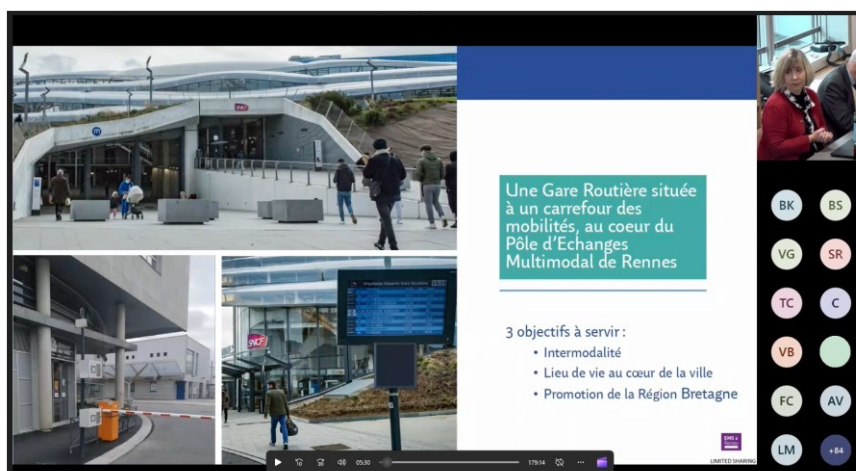 m
SNCF
Une Gare Routière située
à un carrefour des
mobilités, au coeur du
Pôle d'Echanges
Multimodal de Rennes
SNCF
3 objectifs à servir :
• Intermodalité
• Lieu de vie au cœur de la ville
• Promotion de la Région Bretagne
LIMITED SHARING
05:30
179:14
BK
BS
VG
SR
TC
C
VB
FC
AV
LM
+84